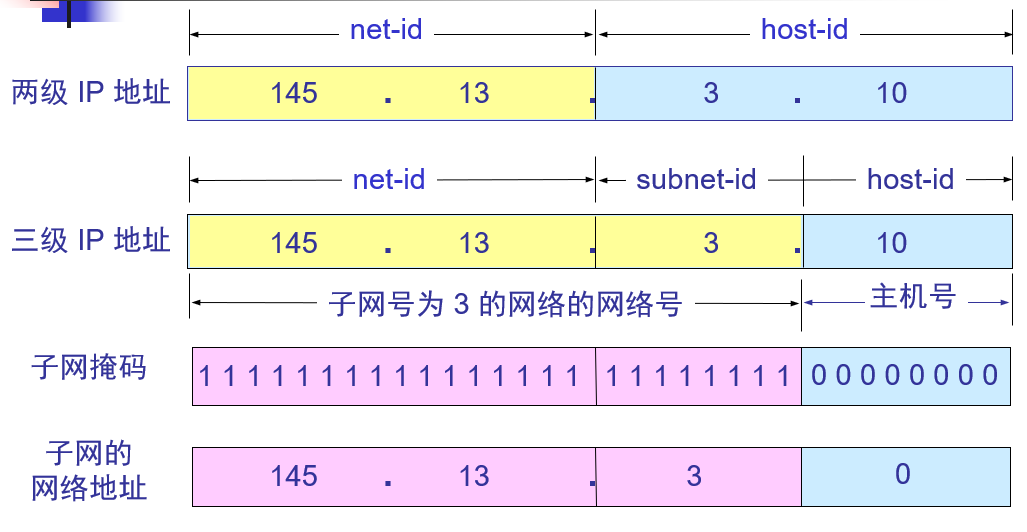 net-id host-id
两级 IP 地址 145 . 13 . 3 . 10
net-id subnet-id host-id
三级 IP 地址 145 . 13 . 3 . 10
子网号为 3 的网络的网络号 主机号
子网掩码 1 1 1 1 1 1 1 1 1 1 1 1 1 1 1 1 1 1 1 1 1 1 1 1 0 0 0 0 0 0 0 0
子网的
网络地址 145 . 13 . 3 0